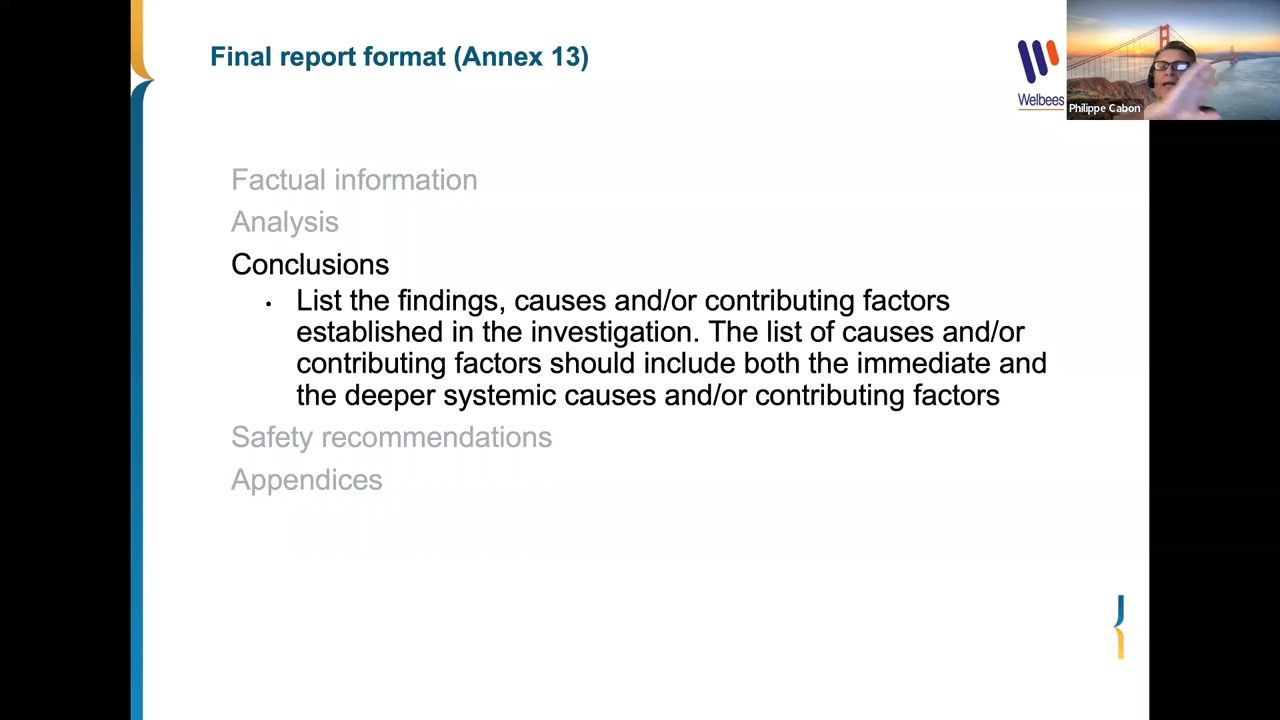 Final report format (Annex 13)
Welbees
Philippe Cabon
Factual information
Analysis
Conclusions
• List the findings, causes and/or contributing factors
established in the investigation. The list of causes and/or
contributing factors should include both the immediate and
the deeper systemic causes and/or contributing factors
Safety recommendations
Appendices